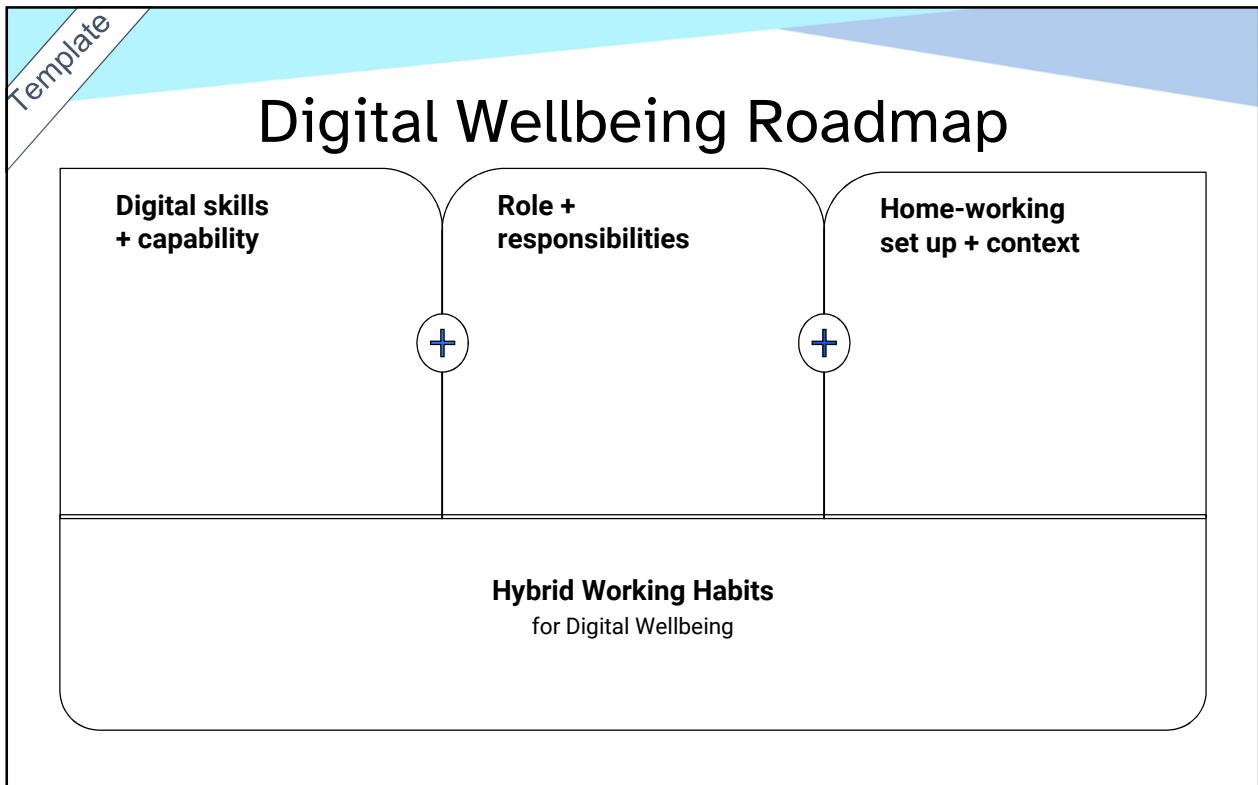 Template
Digital Wellbeing Roadmap
Digital skills
+ capability
Role +
responsibilities
Home-working
set up + context
Hybrid Working Habits
for Digital Wellbeing